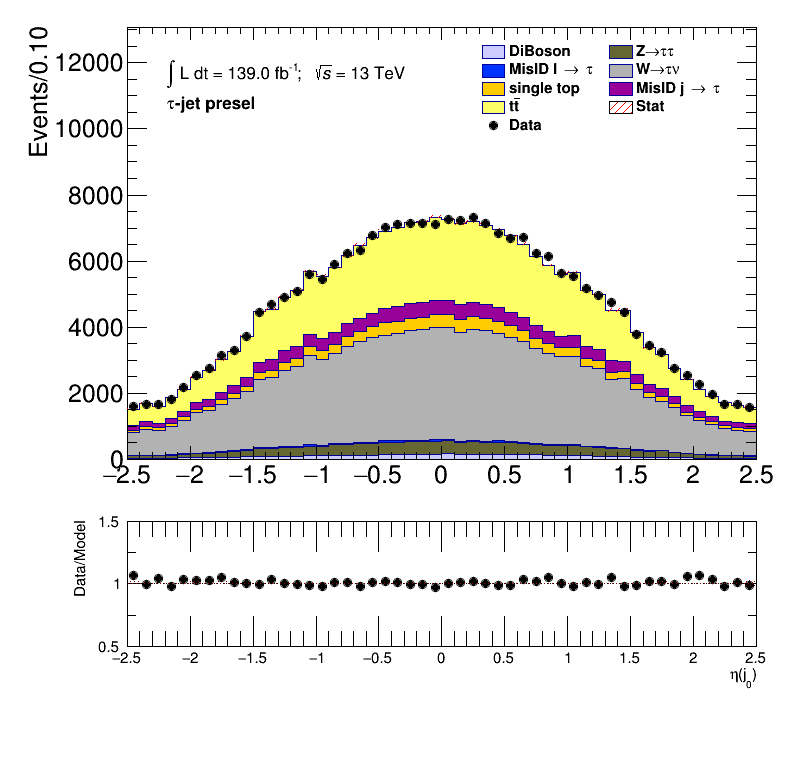 Events/0.10
12000
10000
8000
6000
4000
2000
0
∫ L dt = 139.0 fb⁻¹; √s = 13 TeV
τ-jet presel
DiBoson
MisID l → τ
single top
tt̄
Data
Z→ττ
W→τν
MisID j → τ
Stat
−2.5 −2 −1.5 −1 −0.5 0 0.5 1 1.5 2 2.5
Data/Model
1.5
1
0.5
−2.5 −2 −1.5 −1 −0.5 0 0.5 1 1.5 2 2.5
η(j₀)